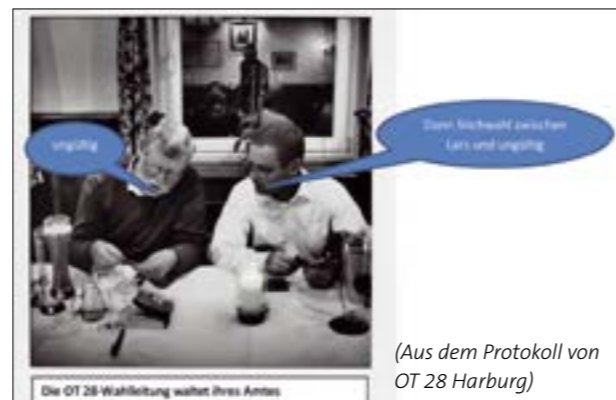 ungültig
Dann Stichwahl zwischen
Lars und ungültig
(Aus dem Protokoll von
OT 28 Harburg)
Die OT 28-Wahlleitung waltet ihres Amtes